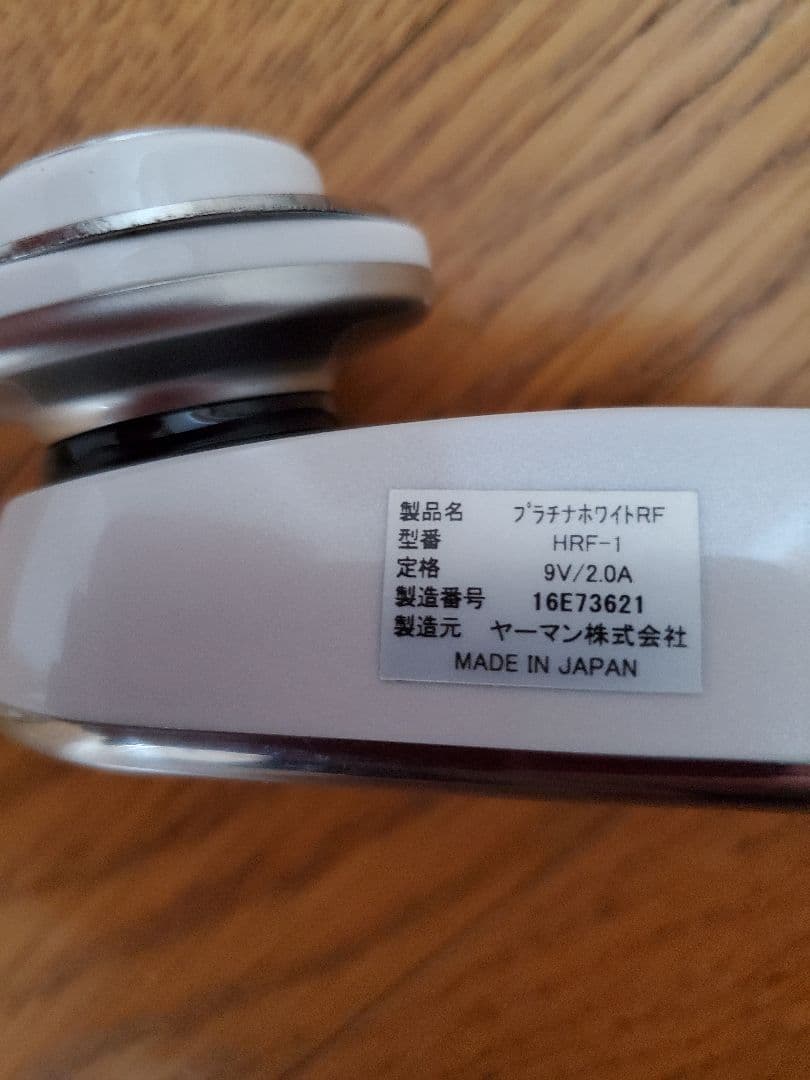 製品名 プラチナホワイトRF
型番 HRF-1
定格 9V/2.0A
製造番号 16E73621
製造元 ヤーマン株式会社
MADE IN JAPAN